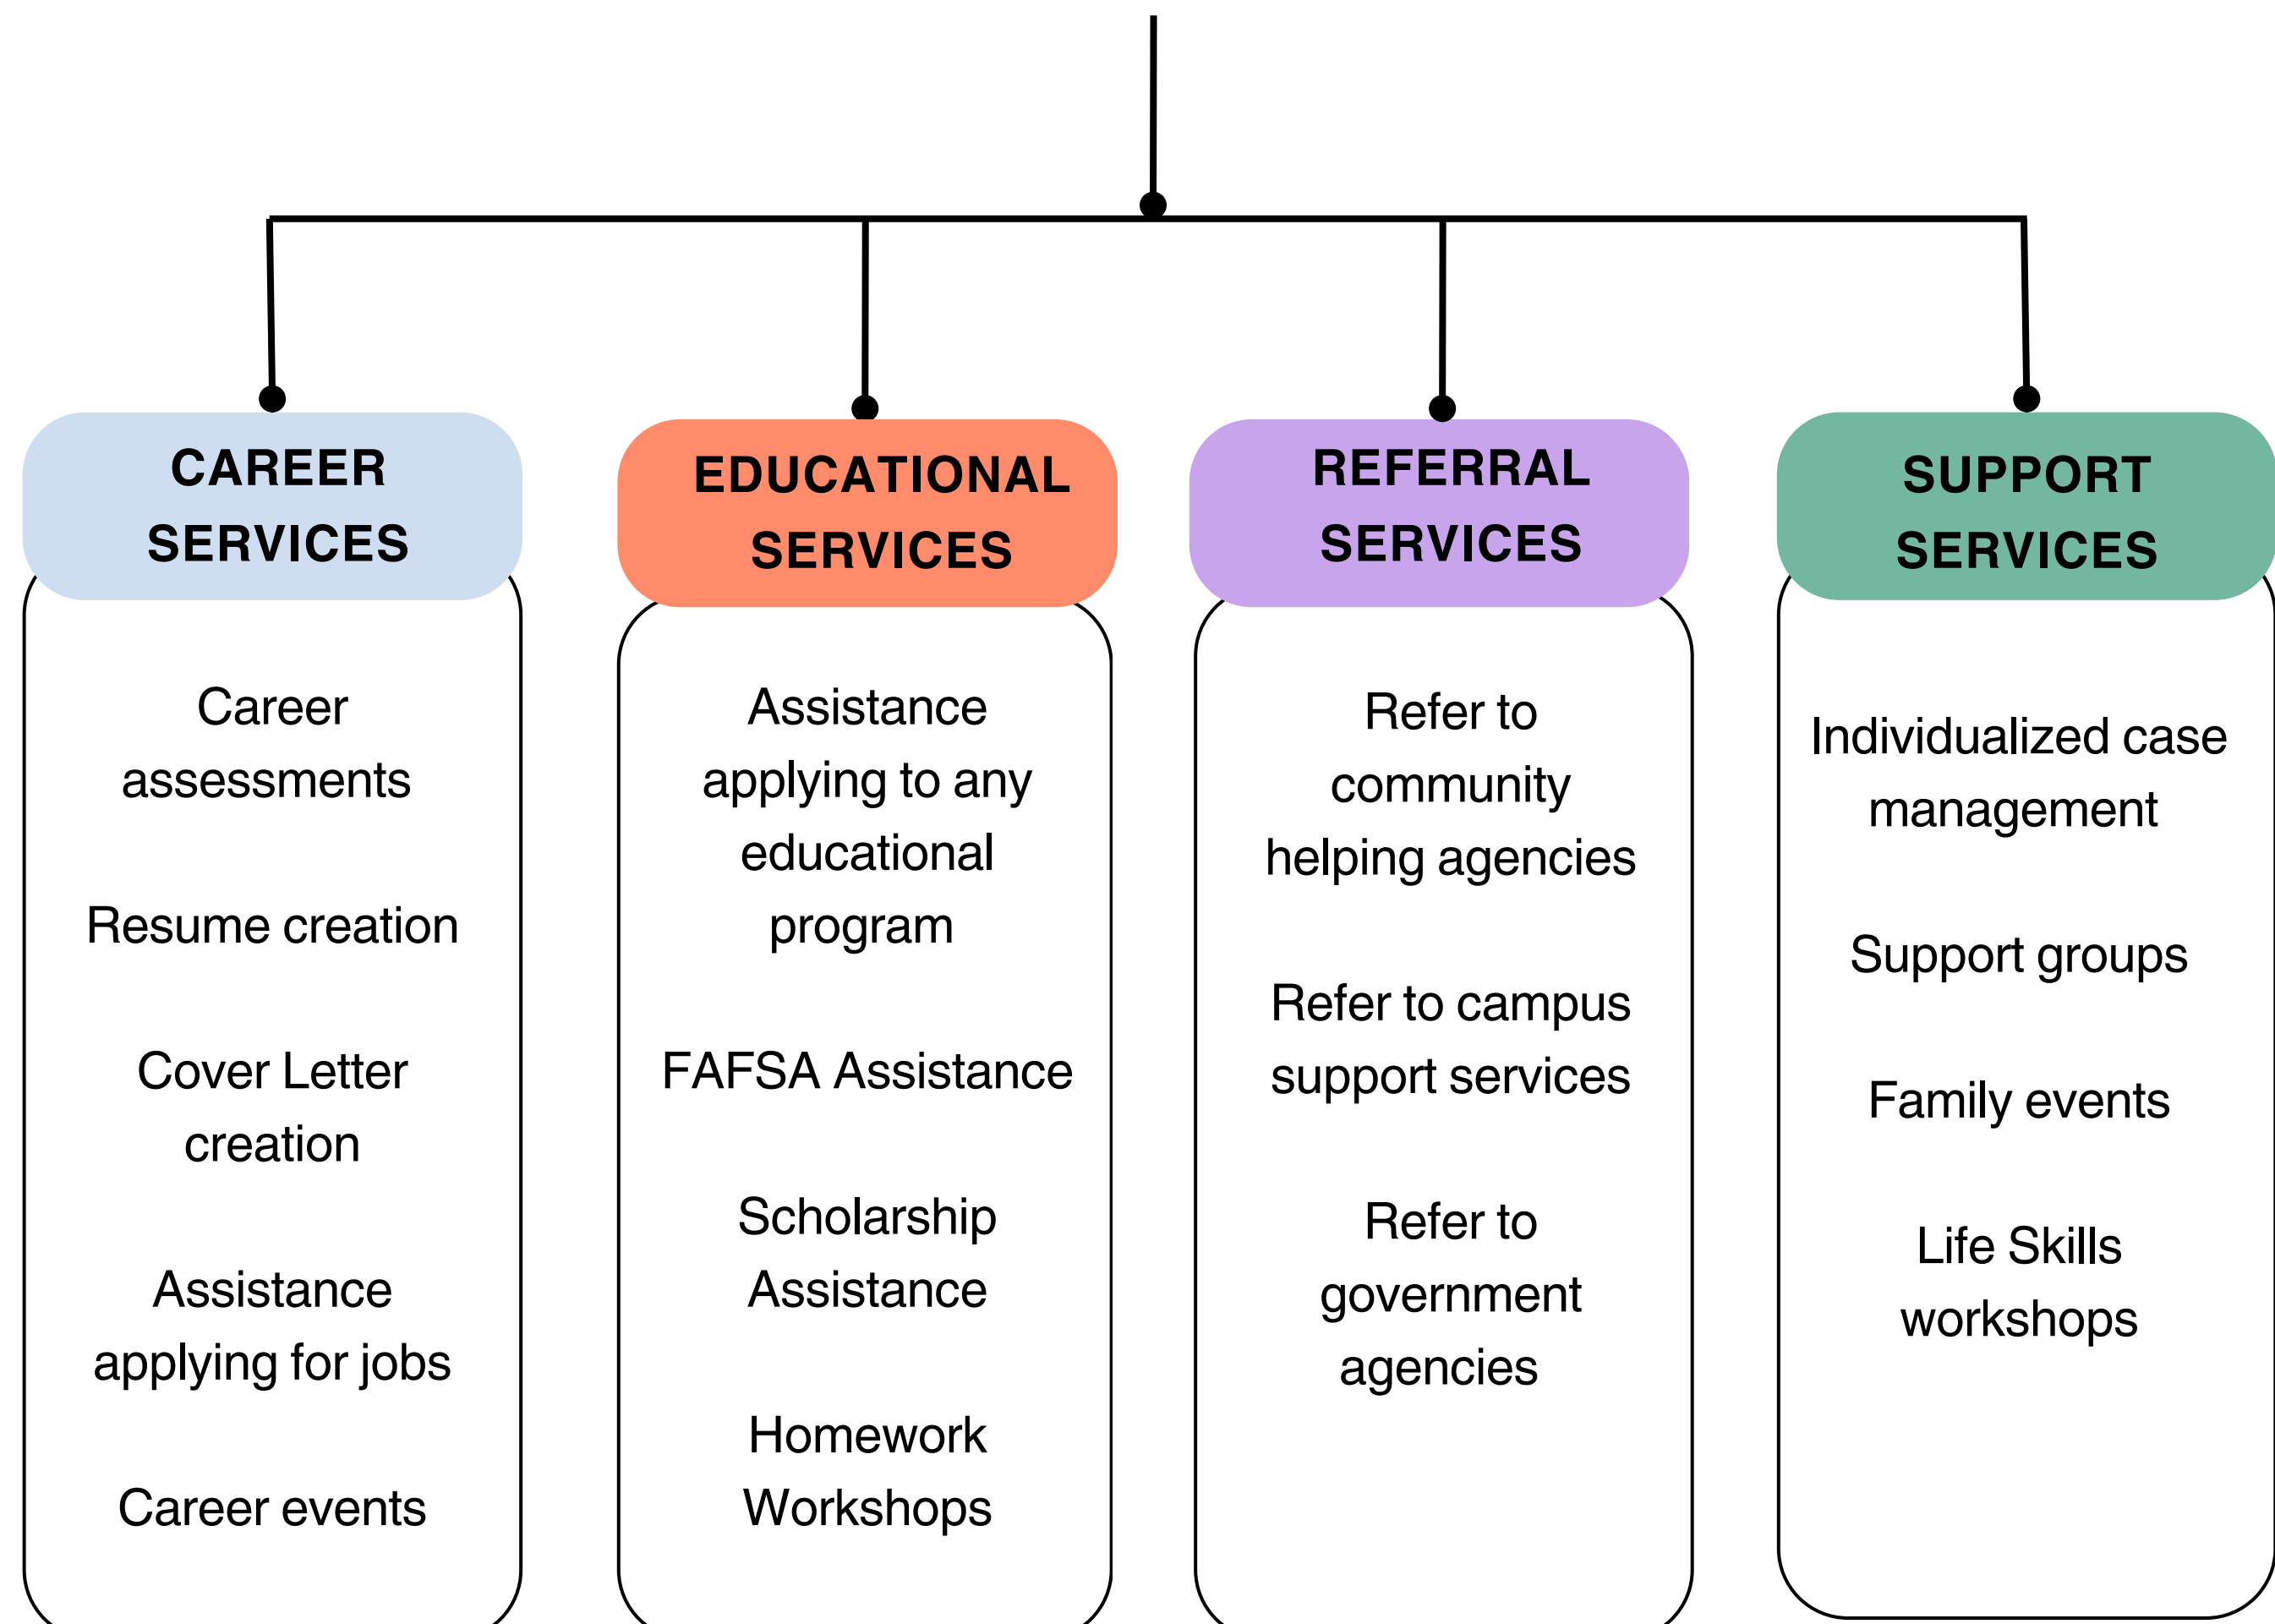 CAREER
SERVICES
Career
assessments
Resume creation
Cover Letter
creation
Assistance
applying for jobs
Career events
EDUCATIONAL
SERVICES
Assistance
applying to any
educational
program
FAFSA Assistance
Scholarship
Assistance
Homework
Workshops
REFERRAL
SERVICES
Refer to
community
helping agencies
Refer to campus
support services
Refer to
government
agencies
SUPPORT
SERVICES
Individualized case
management
Support groups
Family events
Life Skills
workshops